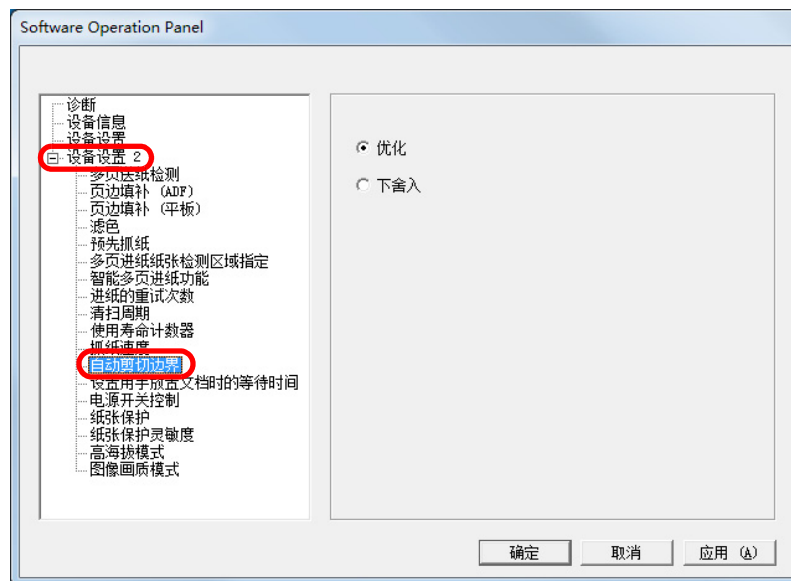 Software Operation Panel
诊断
设备信息
设备设置
设备设置 2
多页送纸检测
页边填补 (ADF)
页边填补 (平板)
滤色
预先抓纸
多页进纸纸张检测区域指定
智能多页进纸功能
进纸的重试次数
清扫周期
使用寿命计数器
抓纸速度
自动剪切边界
设置用手放置文档时的等待时间
电源开关控制
纸张保护
纸张保护灵敏度
高海拔模式
图像画质模式
优化
下舍入
确定
取消
应用 (A)